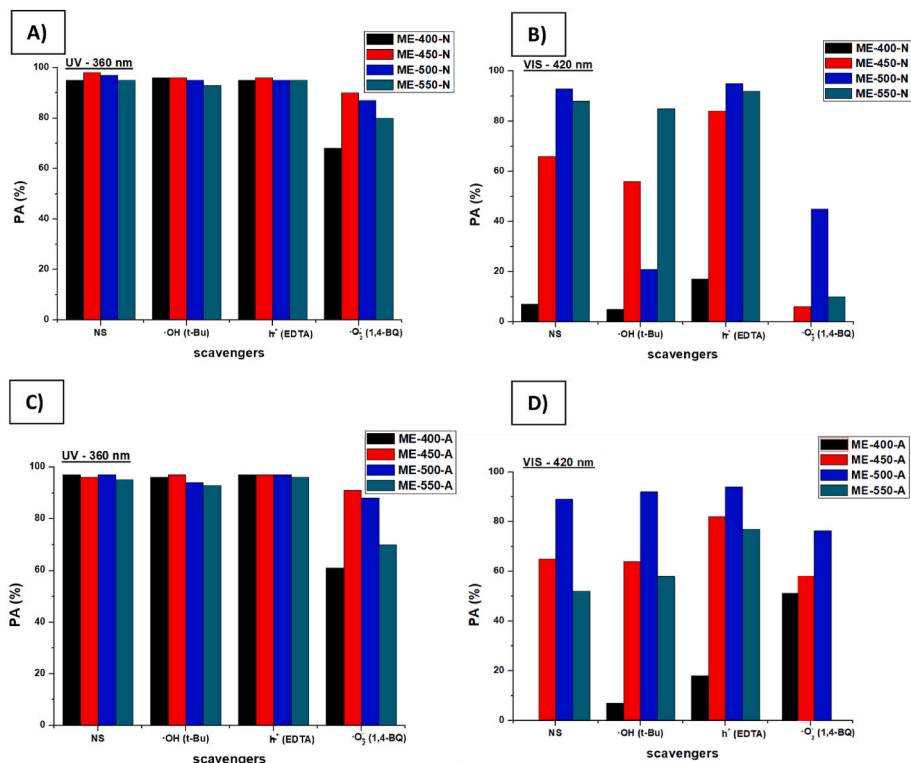 A)
UV - 360 nm
ME-400-N
ME-450-N
ME-500-N
ME-550-N
PA (%)
100
80
60
40
20
0
NS
·OH (t-Bu)
h⁺ (EDTA)
·O₂⁻ (1,4-BQ)
scavengers
B)
VIS - 420 nm
ME-400-N
ME-450-N
ME-500-N
ME-550-N
PA (%)
100
80
60
40
20
0
NS
·OH (t-Bu)
h⁺ (EDTA)
·O₂⁻ (1,4-BQ)
scavengers
C)
UV - 360 nm
ME-400-A
ME-450-A
ME-500-A
ME-550-A
PA (%)
100
80
60
40
20
0
NS
·OH (t-Bu)
h⁺ (EDTA)
·O₂⁻ (1,4-BQ)
scavengers
D)
VIS - 420 nm
ME-400-A
ME-450-A
ME-500-A
ME-550-A
PA (%)
100
80
60
40
20
0
NS
·OH (t-Bu)
h⁺ (EDTA)
·O₂⁻ (1,4-BQ)
scavengers